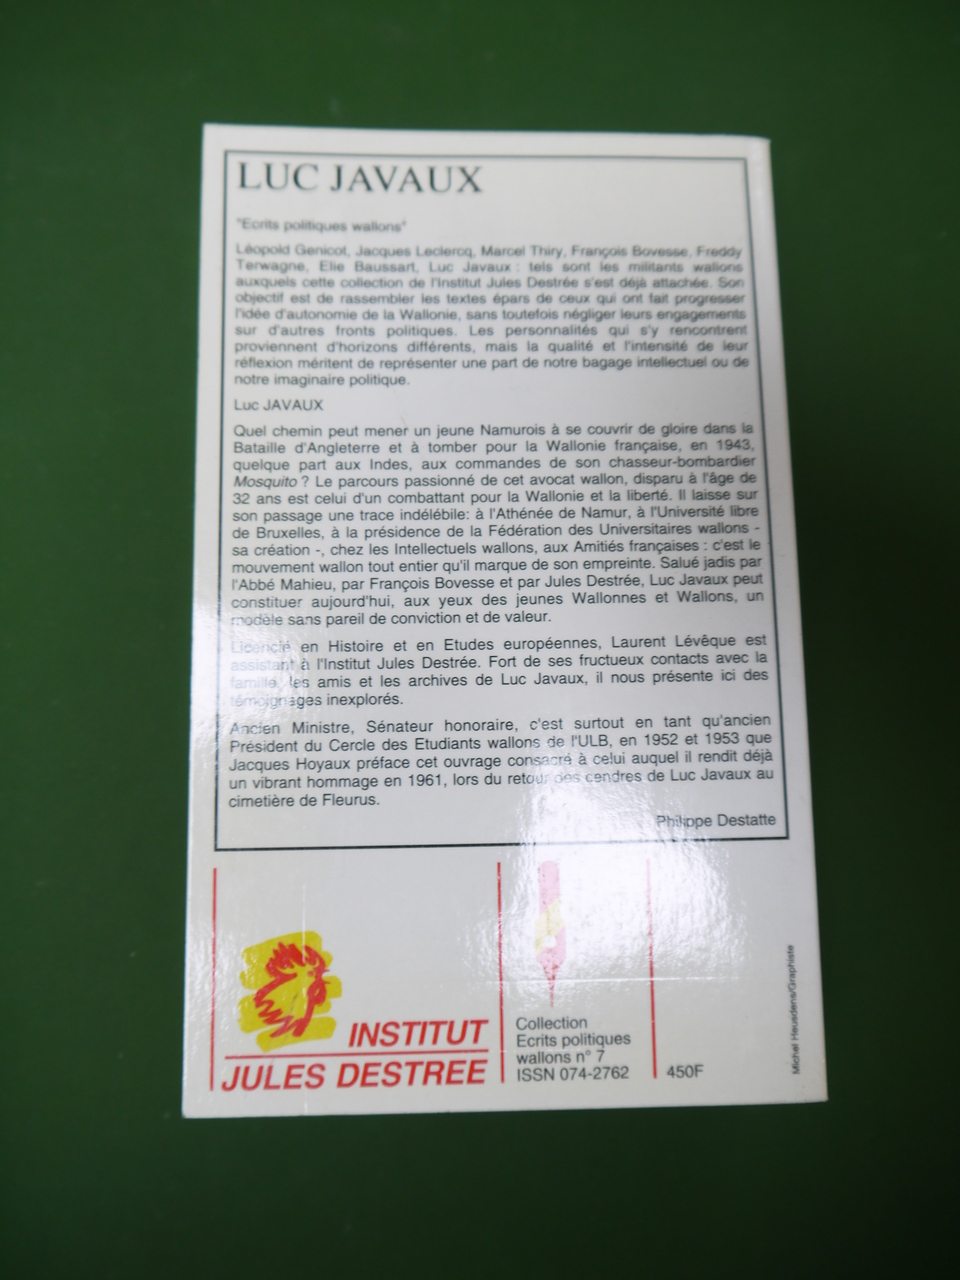 LUC JAVAUX
"Ecrits politiques wallons"
Léopold Genicot, Jacques Leclercq, Marcel Thiry, François Bovesse, Freddy
Terwagne, Elie Baussart, Luc Javaux : tels sont les militants wallons
auxquels cette collection de l'Institut Jules Destrée s'est déjà attachée. Son
objectif est de rassembler les textes épars de ceux qui ont fait progresser
l'idée d'autonomie de la Wallonie, sans toutefois négliger leurs engagements
sur d'autres fronts politiques. Les personnalités qui s'y rencontrent
proviennent d'horizons différents, mais la qualité et l'intensité de leur
réflexion méritent de représenter une part de notre bagage intellectuel ou de
notre imaginaire politique.
Luc JAVAUX
Quel chemin peut mener un jeune Namurois à se couvrir de gloire dans la
Bataille d'Angleterre et à tomber pour la Wallonie française, en 1943,
quelque part aux Indes, aux commandes de son chasseur-bombardier
Mosquito ? Le parcours passionné de cet avocat wallon, disparu à l'âge de
32 ans est celui d'un combattant pour la Wallonie et la liberté. Il laisse sur
son passage une trace indélébile: à l'Athénée de Namur, à l'Université libre
de Bruxelles, à la présidence de la Fédération des Universitaires wallons -
sa création -, chez les Intellectuels wallons, aux Amitiés françaises : c'est le
mouvement wallon tout entier qu'il marque de son empreinte. Salué jadis par
l'Abbé Mahieu, par François Bovesse et par Jules Destrée, Luc Javaux peut
constituer aujourd'hui, aux yeux des jeunes Wallonnes et Wallons, un
modèle sans pareil de conviction et de valeur.
Licencié en Histoire et en Etudes européennes, Laurent Lévêque est
assistant à l'Institut Jules Destrée. Fort de ses fructueux contacts avec la
famille, les amis et les archives de Luc Javaux, il nous présente ici des
témoignages inexplorés.
Ancien Ministre, Sénateur honoraire, c'est surtout en tant qu'ancien
Président du Cercle des Etudiants wallons de l'ULB, en 1952 et 1953 que
Jacques Hoyaux préface cet ouvrage consacré à celui auquel il rendit déjà
un vibrant hommage en 1961, lors du retour des cendres de Luc Javaux au
cimetière de Fleurus.
Philippe Destatte
INSTITUT
JULES DESTREE
Collection
Ecrits politiques
wallons n° 7
ISSN 074-2762
450F
Michel Heusdens/Graphiste